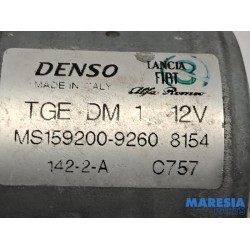 DENSO
MADE IN ITALY
LANCIA
FIAT
Alfa Romeo
TGE DM 1 12V
MS159200-9260 8154
142-2-A C757
MARESIA